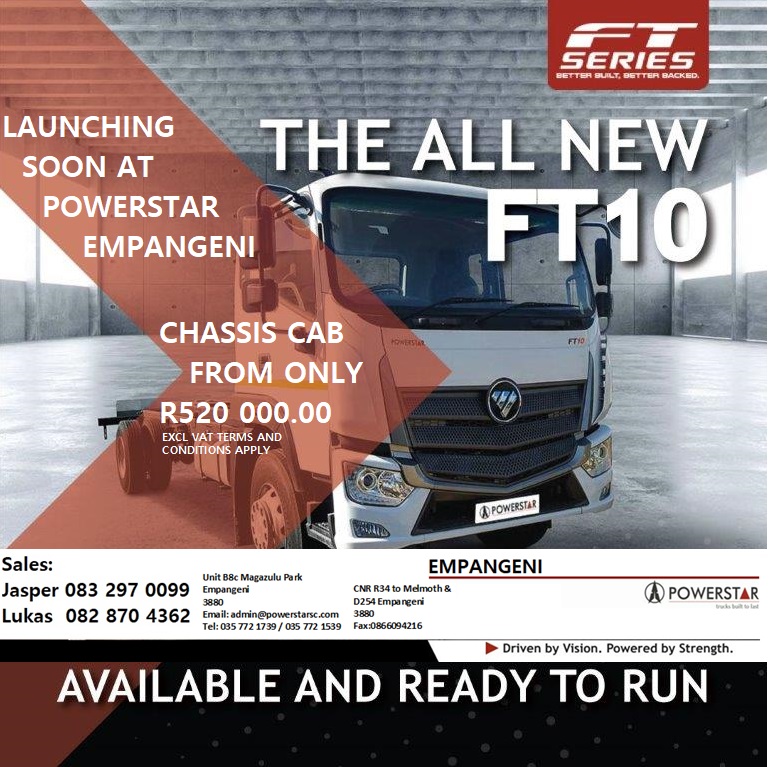 FT
SERIES
BETTER BUILT, BETTER BACKED.
LAUNCHING
SOON AT
POWERSTAR
EMPANGENI
THE ALL NEW
FT10
CHASSIS CAB
FROM ONLY
R520 000.00
EXCL VAT TERMS AND
CONDITIONS APPLY
POWERSTAR
FT10
POWERSTAR
Sales:
Jasper 083 297 0099
Lukas 082 870 4362
Unit B8c Magazulu Park
Empangeni
3880
Email: admin@powerstarsc.com
Tel: 035 772 1739 / 035 772 1539
CNR R34 to Melmoth &
D254 Empangeni
3880
Fax:0866094216
EMPANGENI
POWERSTAR
trucks built to last
Driven by Vision. Powered by Strength.
AVAILABLE AND READY TO RUN